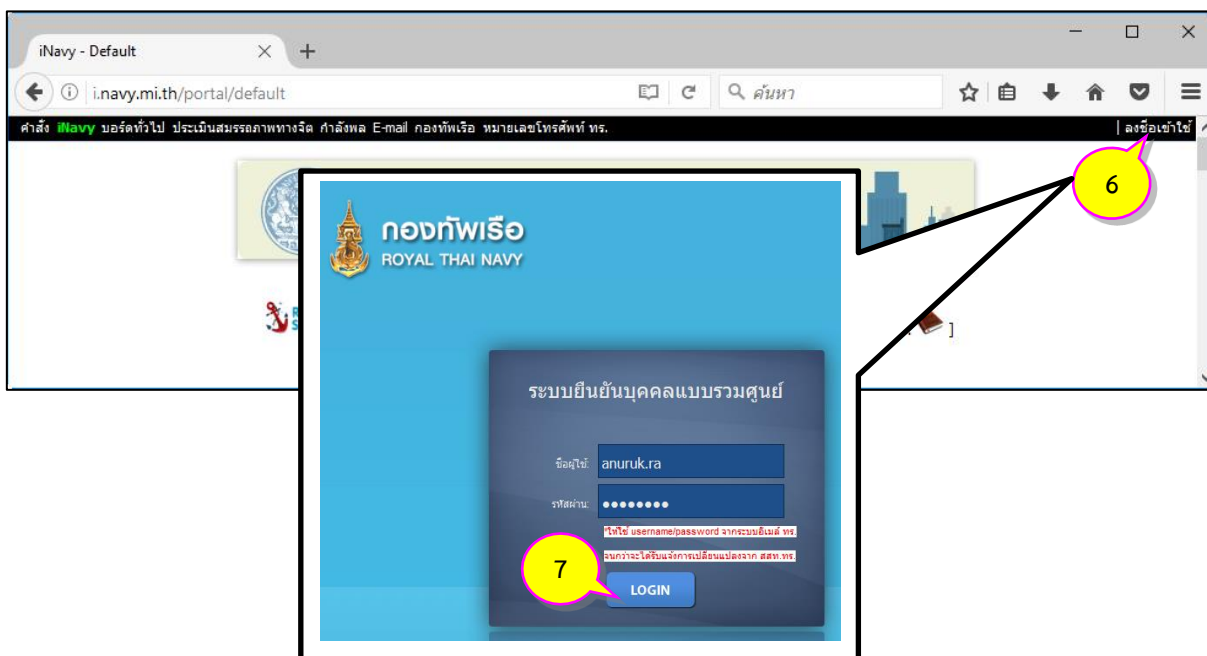 iNavy - Default
i.navy.mi.th/portal/default
ค้นหา
คำสั่ง iNavy บอร์ดทั่วไป ประเมินสมรรถภาพทางจิต กำลังพล E-mail กองทัพเรือ หมายเลขโทรศัพท์ ทร. | ลงชื่อเข้าใช้
6
กองทัพเรือ
ROYAL THAI NAVY
]
ระบบยืนยันบุคคลแบบรวมศูนย์
ชื่อผู้ใช้: anuruk.ra
รหัสผ่าน: ●●●●●●●●
*ให้ใช้ username/password จากระบบอีเมล์ ทร.
จนกว่าจะได้รับแจ้งการเปลี่ยนแปลงจาก สสท.ทร.
7
LOGIN